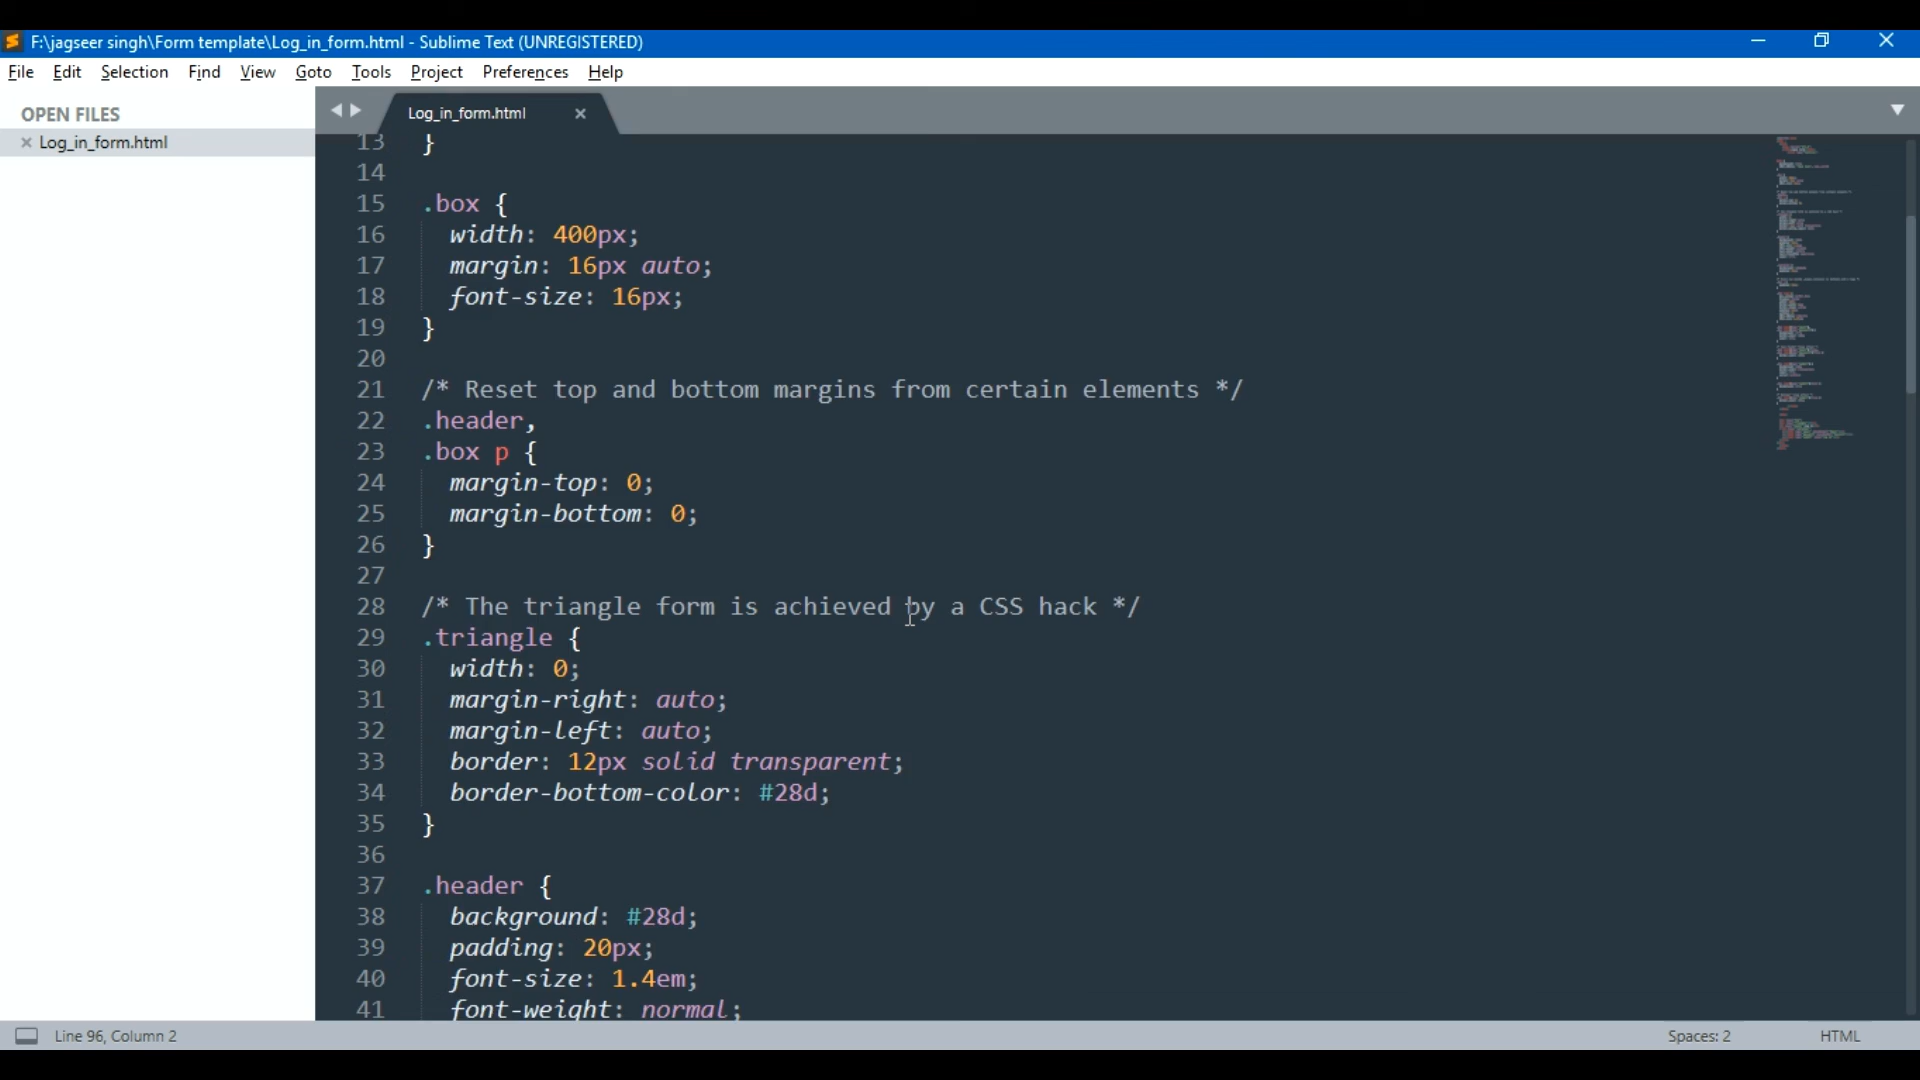 F:\jagseer singh\Form template\Log_in_form.html - Sublime Text (UNREGISTERED)
File Edit Selection Find View Goto Tools Project Preferences Help
OPEN FILES
Log_in_form.html
Log_in_form.html
13 }
14
15 .box {
16 width: 400px;
17 margin: 16px auto;
18 font-size: 16px;
19 }
20
21 /* Reset top and bottom margins from certain elements */
22 .header,
23 .box p {
24 margin-top: 0;
25 margin-bottom: 0;
26 }
27
28 /* The triangle form is achieved by a CSS hack */
29 .triangle {
30 width: 0;
31 margin-right: auto;
32 margin-left: auto;
33 border: 12px solid transparent;
34 border-bottom-color: #28d;
35 }
36
37 .header {
38 background: #28d;
39 padding: 20px;
40 font-size: 1.4em;
41 font-weight: normal;
Line 96, Column 2
Spaces: 2
HTML